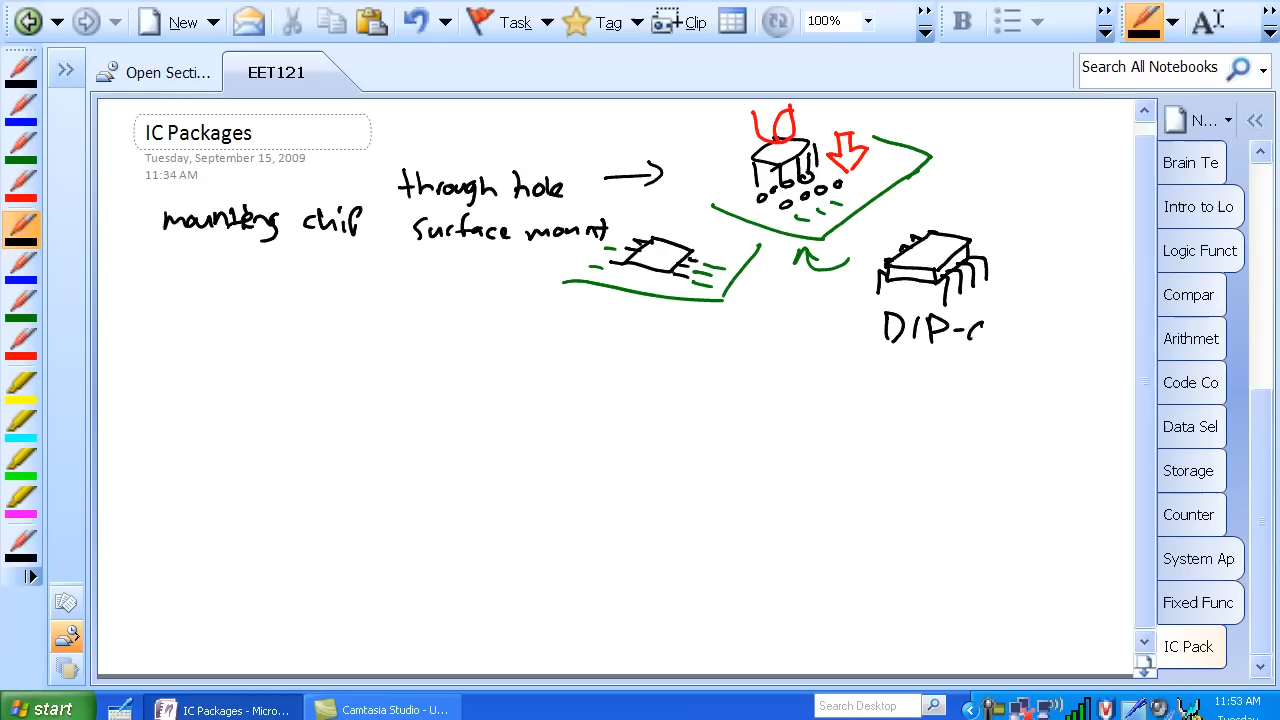 New
Task
Tag
Clip
100%
B
A
Open Secti...
EET121
Search All Notebooks
IC Packages
Tuesday, September 15, 2009
11:34 AM
N...
through hole
mounting chip
surface mount
DIP-
Brain Te
Intro to Lo
Logic Funct
Compar
Arithmet
Code Co
Data Sel
Storage
Counter
System Ap
Fixed Func
IC Pack
start
IC Packages - Micro...
Camtasia Studio - U...
Search Desktop
11:53 AM
Tuesday